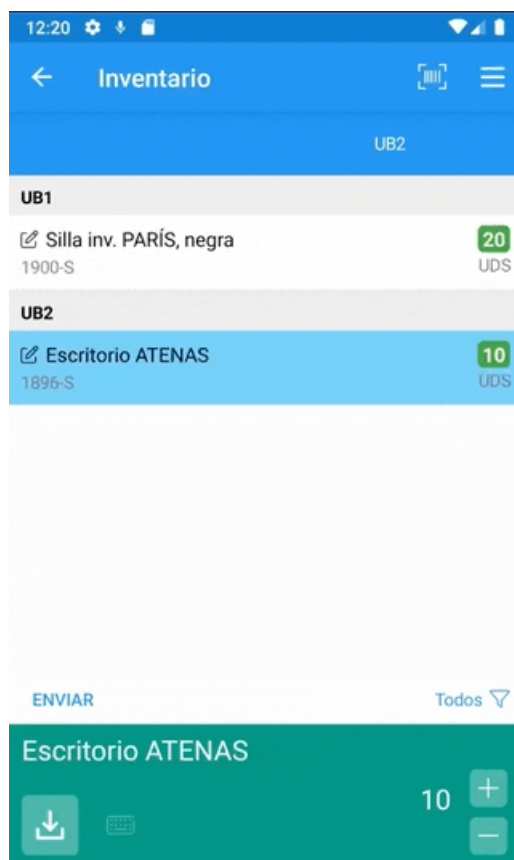 12:20
Inventario
UB2
UB1
Silla inv. PARÍS, negra
20
1900-S
UDS
UB2
Escritorio ATENAS
10
1896-S
UDS
ENVIAR
Todos
Escritorio ATENAS
10